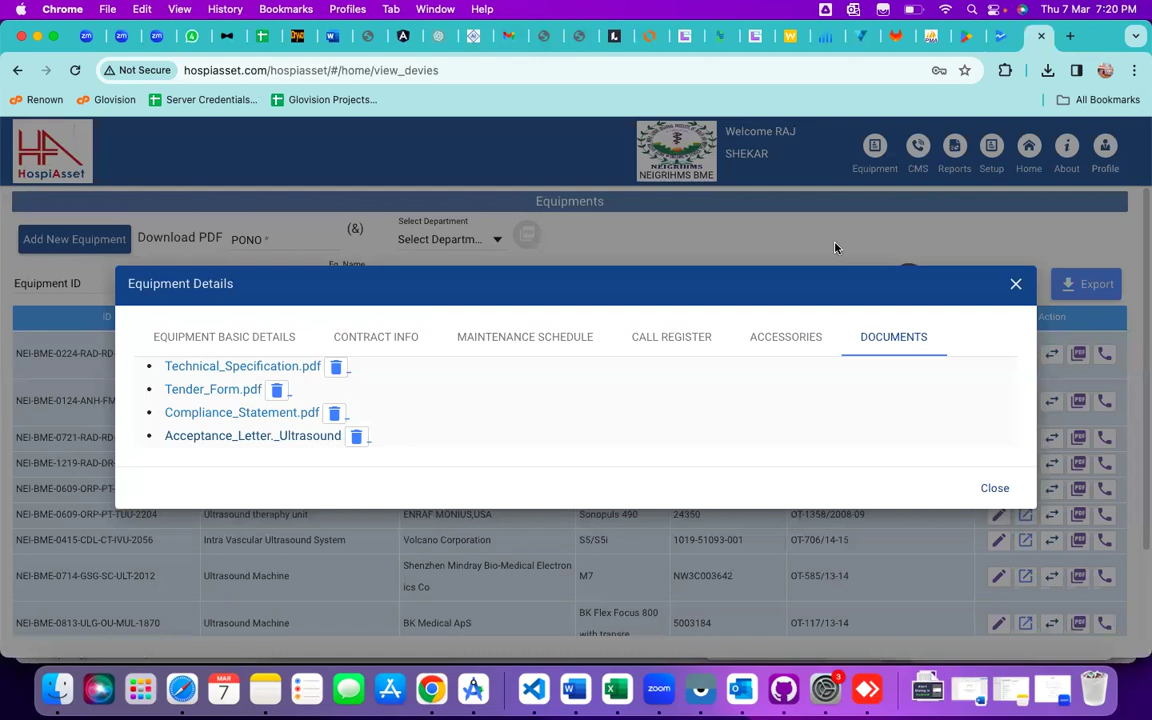 Chrome File Edit View History Bookmarks Profiles Tab Window Help Thu 7 Mar 7:20 PM
Not Secure hospiasset.com/hospiasset/#/home/view_devies
Renown Glovision Server Credentials... Glovision Projects... All Bookmarks
HospiAsset
NEIGRIHMS BME
Welcome RAJ
SHEKAR
Equipment CMS Reports Setup Home About Profile
Equipments
Add New Equipment Download PDF PONO * (&) Select Department
Select Departm...
Eq. Name
Equipment ID Export
Equipment Details
EQUIPMENT BASIC DETAILS CONTRACT INFO MAINTENANCE SCHEDULE CALL REGISTER ACCESSORIES DOCUMENTS
Technical_Specification.pdf
Tender_Form.pdf
Compliance_Statement.pdf
Acceptance_Letter._Ultrasound
Close
ID Action
NEI-BME-0224-RAD-RD-
NEI-BME-0124-ANH-FM
NEI-BME-0721-RAD-RD
NEI-BME-1219-RAD-DR-
NEI-BME-0609-ORP-PT-
NEI-BME-0609-ORP-PT-TUU-2204 Ultrasound theraphy unit ENRAF MONIUS,USA Sonopuls 490 24350 OT-1358/2008-09
NEI-BME-0415-CDL-CT-IVU-2056 Intra Vascular Ultrasound System Volcano Corporation S5/S5i 1019-51093-001 OT-706/14-15
NEI-BME-0714-GSG-SC-ULT-2012 Ultrasound Machine Shenzhen Mindray Bio-Medical Electron
ics Co M7 NW3C003642 OT-585/13-14
NEI-BME-0813-ULG-OU-MUL-1870 Ultrasound Machine BK Medical ApS BK Flex Focus 800
with transre 5003184 OT-117/13-14